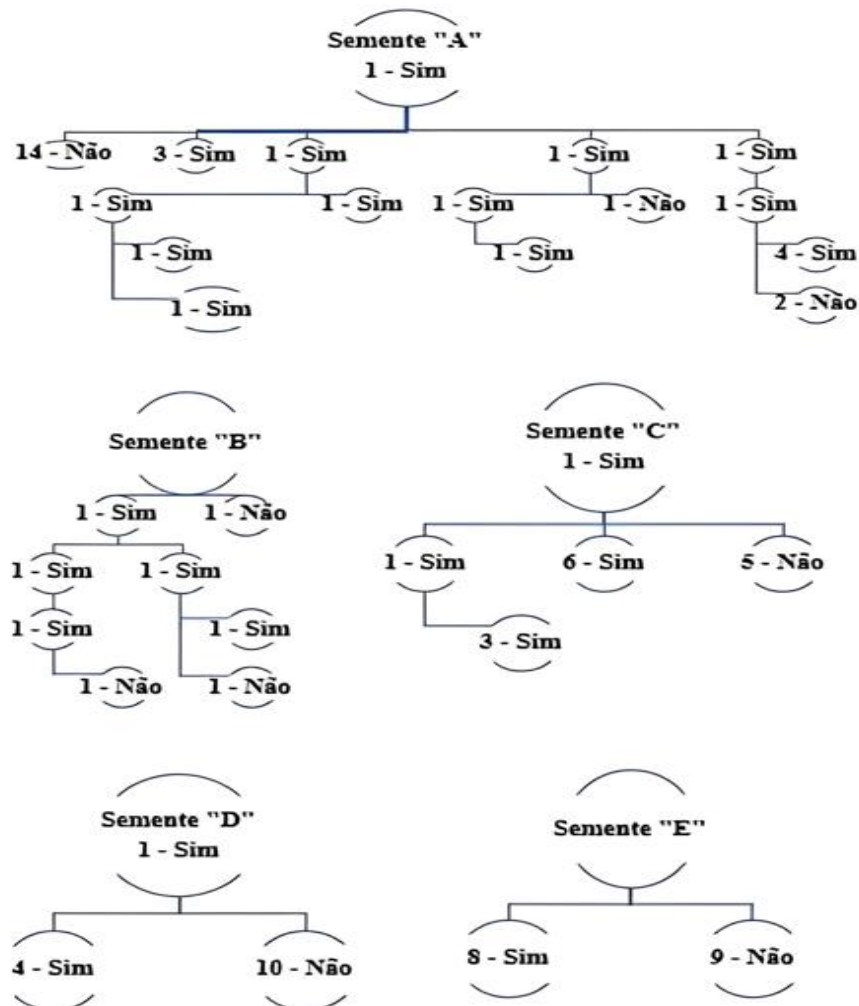 Semente "A"
1 - Sim
14 - Não 3 - Sim 1 - Sim 1 - Sim 1 - Sim
1 - Sim 1 - Sim 1 - Sim 1 - Não 1 - Sim
1 - Sim 1 - Sim 4 - Sim
1 - Sim 2 - Não
Semente "B"
1 - Sim 1 - Não
1 - Sim 1 - Sim
1 - Sim 1 - Sim
1 - Não 1 - Não
Semente "C"
1 - Sim
1 - Sim 6 - Sim 5 - Não
3 - Sim
Semente "D"
1 - Sim
4 - Sim 10 - Não
Semente "E"
8 - Sim 9 - Não